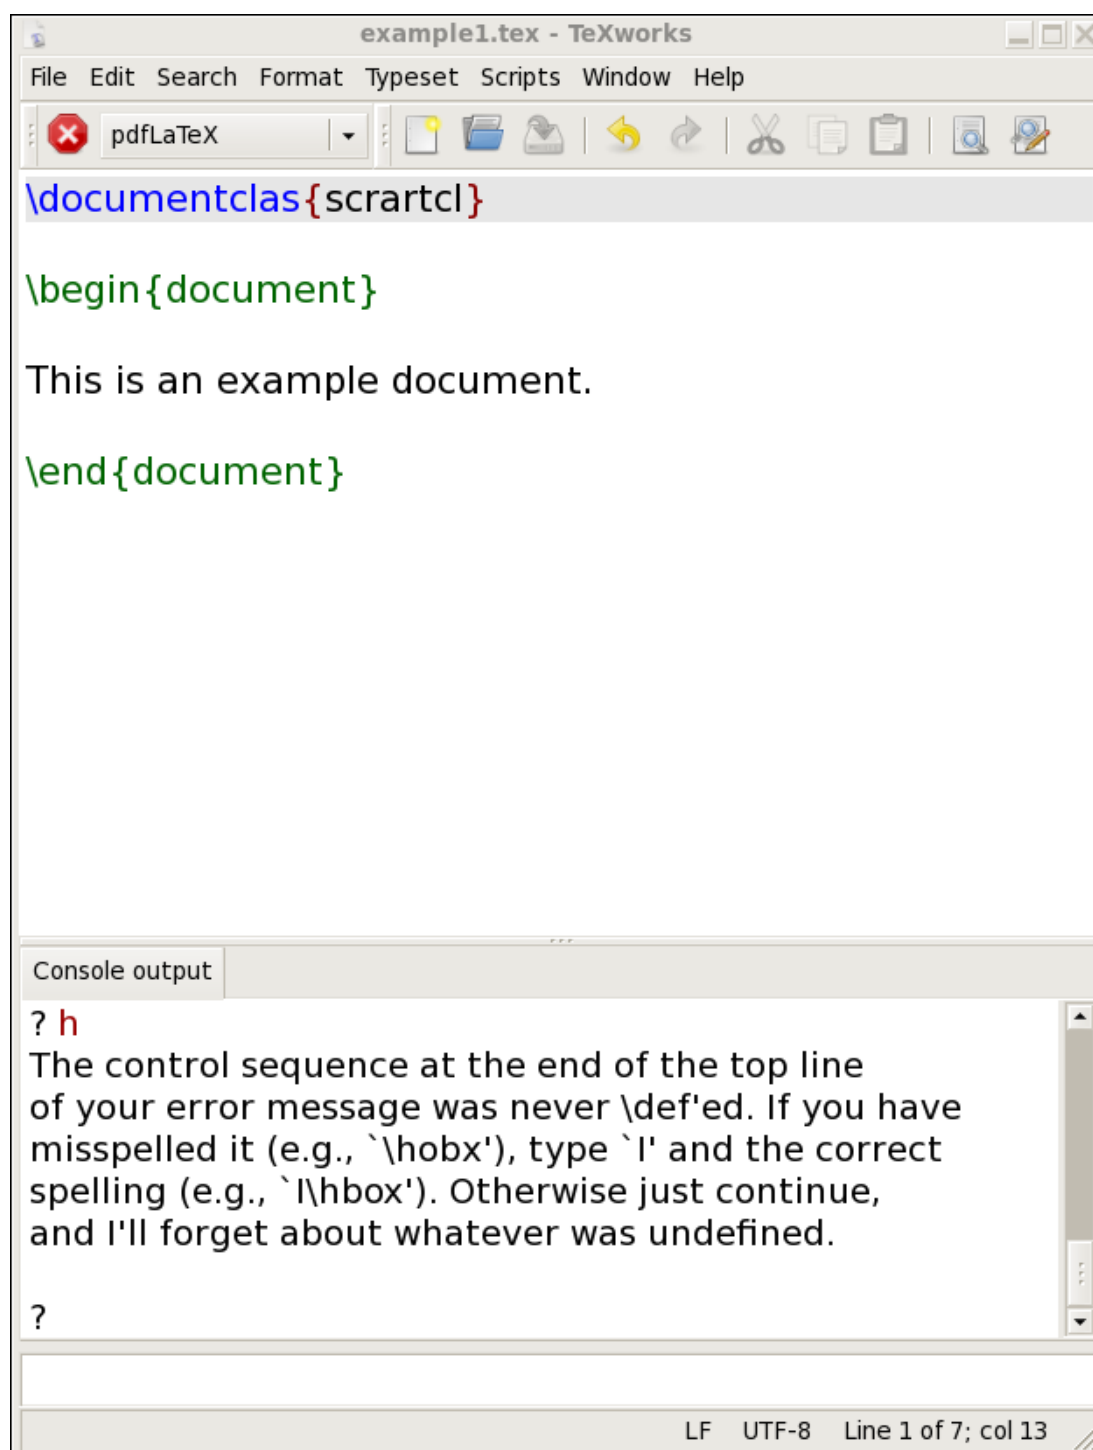 example1.tex - TeXworks
File Edit Search Format Typeset Scripts Window Help
pdfLaTeX
\documentclas{scrartcl}
\begin{document}
This is an example document.
\end{document}
Console output
? h
The control sequence at the end of the top line
of your error message was never \def'ed. If you have
misspelled it (e.g., `\hobx'), type `I' and the correct
spelling (e.g., `I\hbox'). Otherwise just continue,
and I'll forget about whatever was undefined.
?
LF UTF-8 Line 1 of 7; col 13